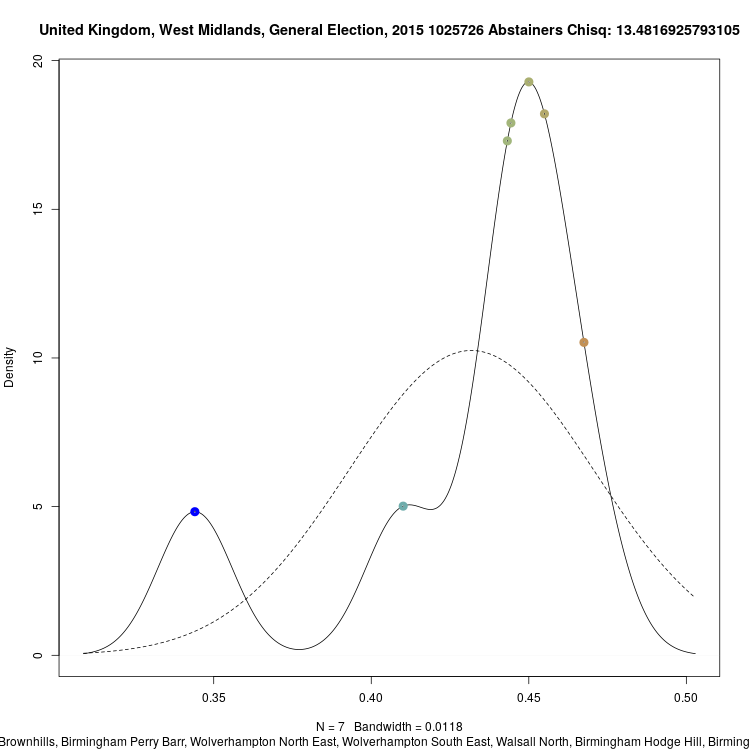 United Kingdom, West Midlands, General Election, 2015 1025726 Abstainers Chisq: 13.4816925793105
20
15
10
5
0
Density
0.35 0.40 0.45 0.50
N = 7 Bandwidth = 0.0118
Brownhills, Birmingham Perry Barr, Wolverhampton North East, Wolverhampton South East, Walsall North, Birmingham Hodge Hill, Birming